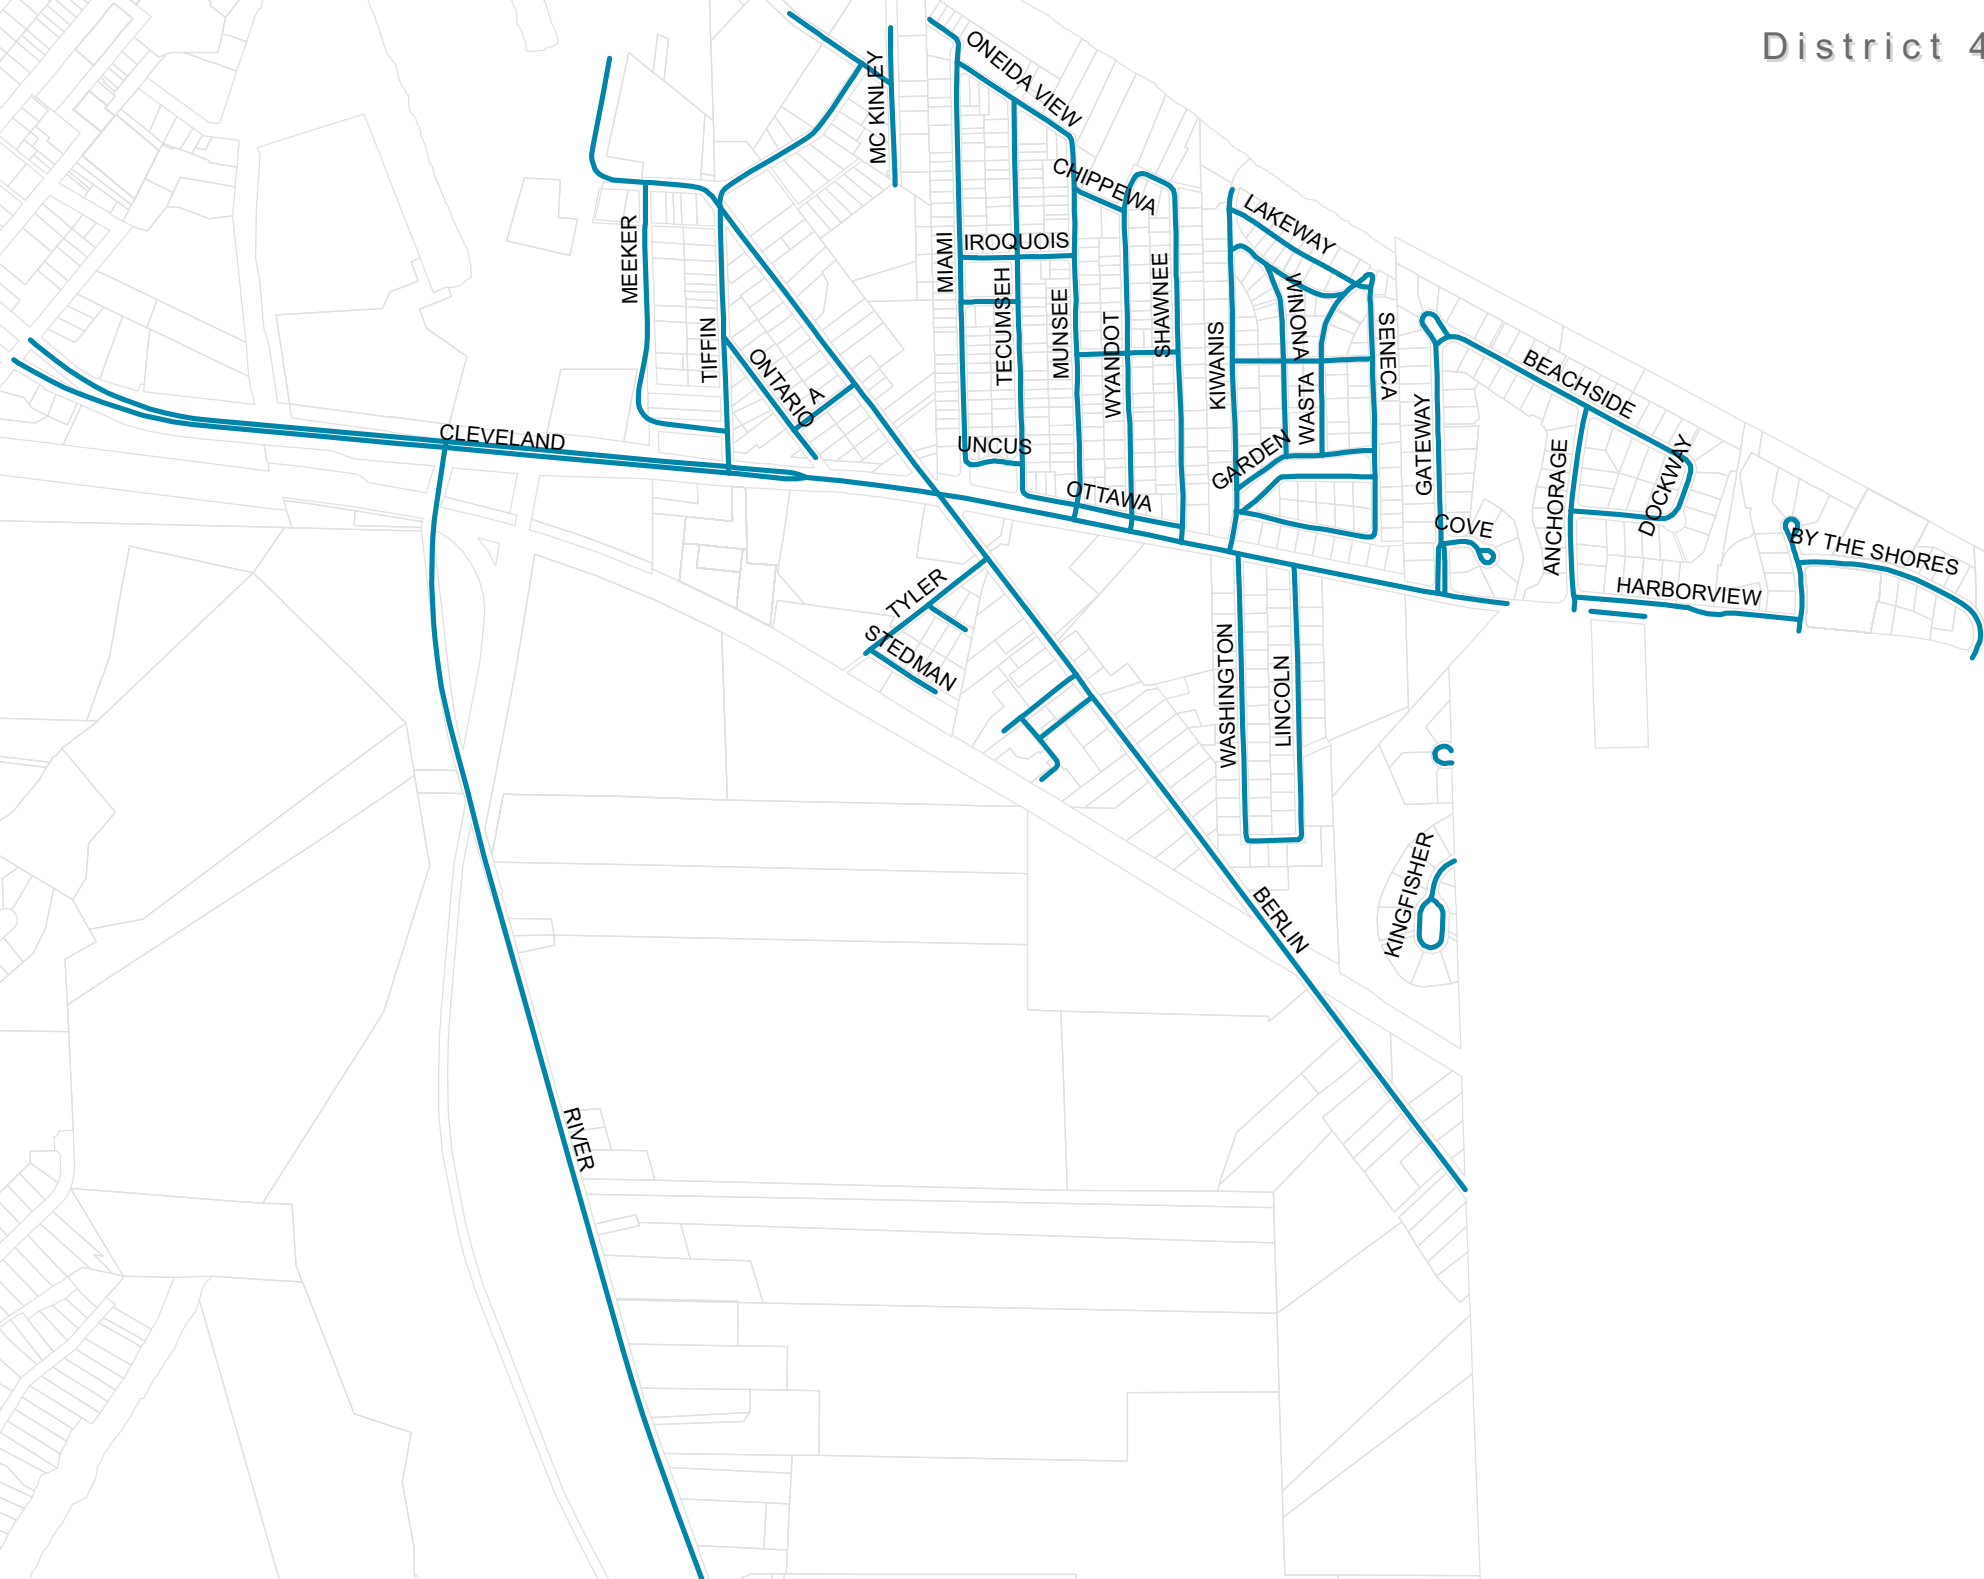 District 4
ONEIDA VIEW
MC KINLEY
CHIPPEWA
LAKEWAY
MEEKER
MIAMI
IROQUOIS
TECUMSEH
MUNSEE
WYANDOT
SHAWNEE
KIWANIS
WINONA
WASTA
SENECA
TIFFIN
ONTARIO
A
BEACHSIDE
GATEWAY
CLEVELAND
UNCUS
GARDEN
OTTAWA
COVE
ANCHORAGE
DOCKWAY
BY THE SHORES
HARBORVIEW
TYLER
STEDMAN
WASHINGTON
LINCOLN
KINGFISHER
BERLIN
RIVER